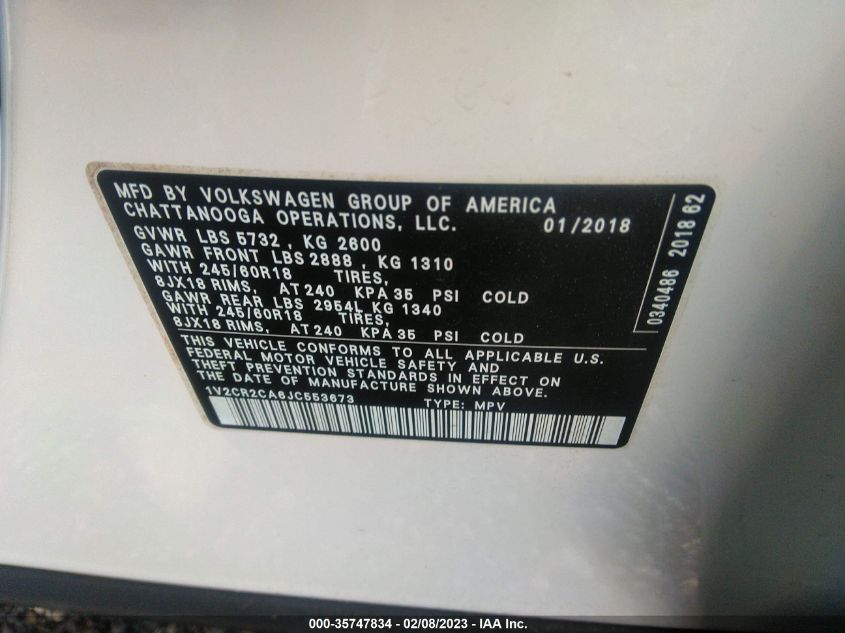 MFD BY VOLKSWAGEN GROUP OF AMERICA
CHATTANOOGA OPERATIONS, LLC. 01/2018
GVWR LBS 5732 , KG 2600
GAWR FRONT LBS 2888 , KG 1310
WITH 245/60R18 TIRES,
8JX18 RIMS, AT 240 KPA 35 PSI COLD
GAWR REAR LBS 2954L KG 1340
WITH 245/60R18 TIRES,
8JX18 RIMS, AT 240 KPA 35 PSI COLD
THIS VEHICLE CONFORMS TO ALL APPLICABLE U.S.
FEDERAL MOTOR VEHICLE SAFETY AND
THEFT PREVENTION STANDARDS IN EFFECT ON
THE DATE OF MANUFACTURE SHOWN ABOVE.
1V2CR2CA6JC553673 TYPE: MPV
0340486 2018 62
000-35747834 - 02/08/2023 - IAA Inc.